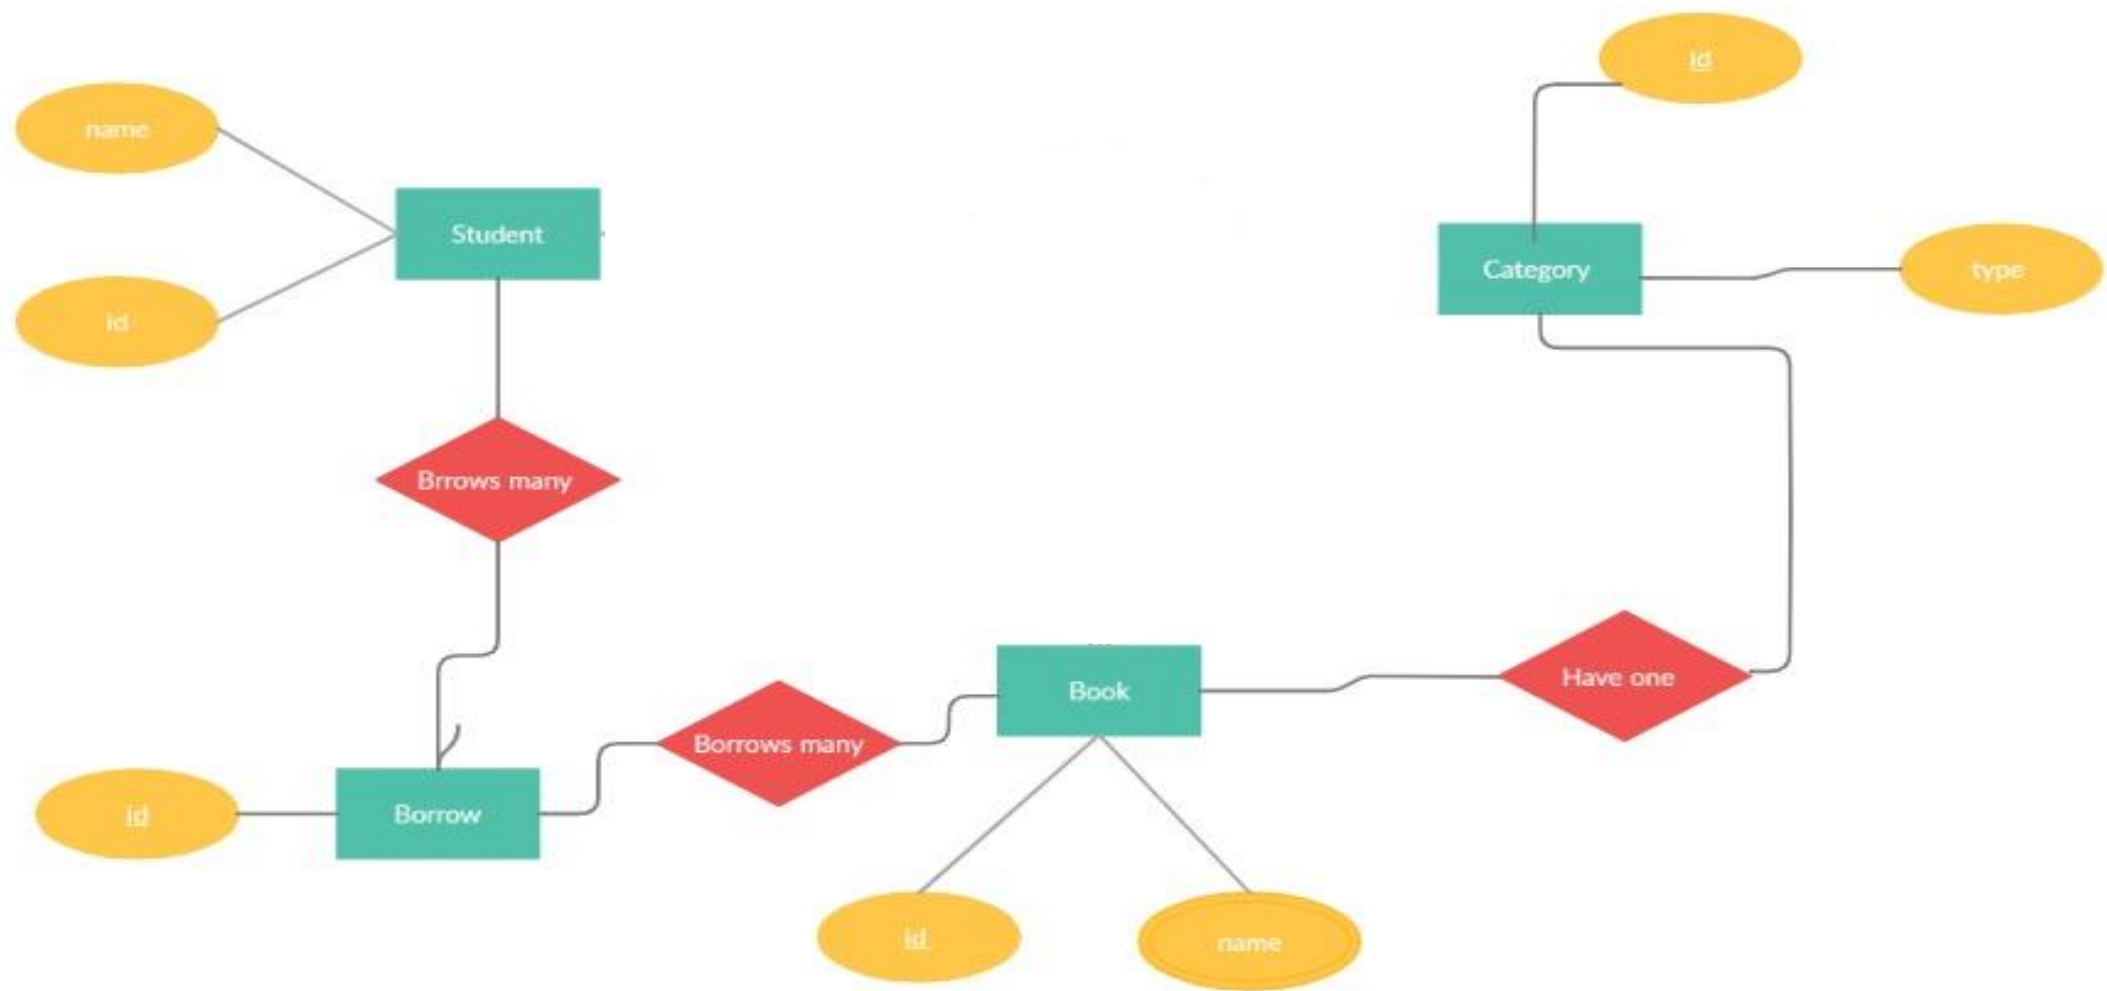 id
name
Student
Category
type
id
Brrows many
Book
Have one
Borrows many
id
Borrow
id
name